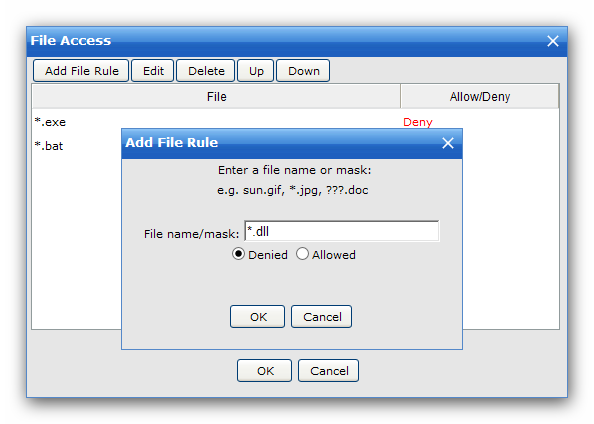 File Access
Add File Rule Edit Delete Up Down
File Allow/Deny
*.exe Deny
*.bat
Add File Rule
Enter a file name or mask:
e.g. sun.gif, *.jpg, ???.doc
File name/mask: *.dll
Denied Allowed
OK Cancel
OK Cancel